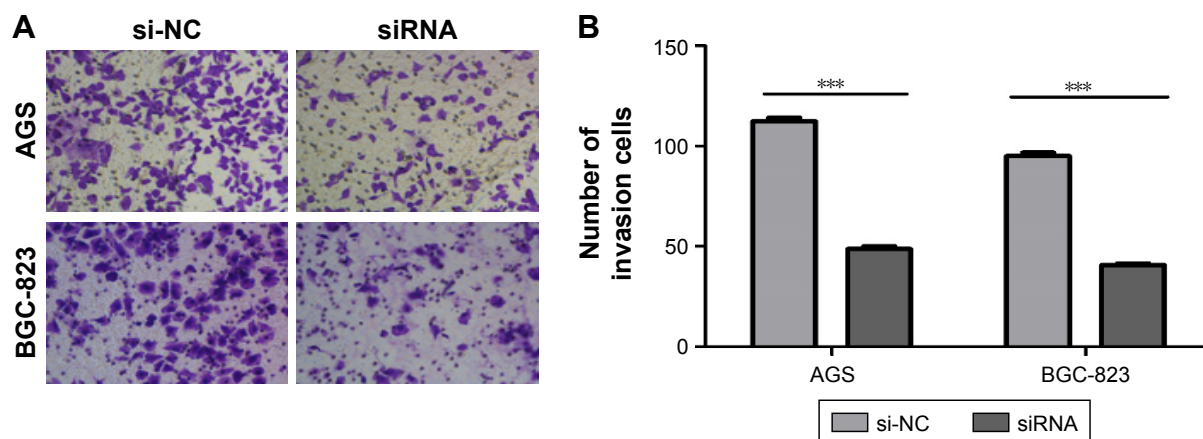 A
si-NC
siRNA
AGS
BGC-823
B
Number of
invasion cells
150
100
50
0
***
***
AGS
BGC-823
si-NC
siRNA